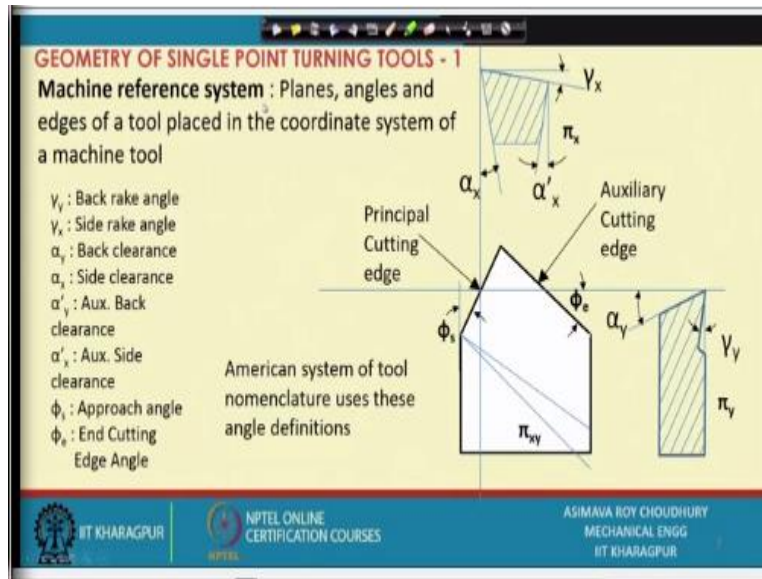 GEOMETRY OF SINGLE POINT TURNING TOOLS - 1
Machine reference system : Planes, angles and
edges of a tool placed in the coordinate system of
a machine tool
γy : Back rake angle
γx : Side rake angle
αy : Back clearance
αx : Side clearance
α'y : Aux. Back
clearance
α'x : Aux. Side
clearance
ϕs : Approach angle
ϕe : End Cutting
Edge Angle
American system of tool
nomenclature uses these
angle definitions
Principal
Cutting
edge
Auxiliary
Cutting
edge
γx
πx
αx
α'x
ϕs
ϕe
αy
γy
πy
πxy
IIT KHARAGPUR
NPTEL
NPTEL ONLINE
CERTIFICATION COURSES
ASIMAVA ROY CHOUDHURY
MECHANICAL ENGG
IIT KHARAGPUR